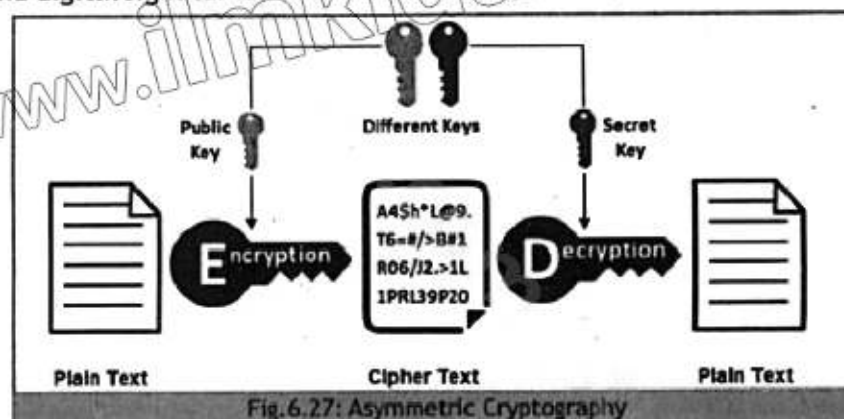 Public
Key
Different Keys
Secret
Key
A4$h*L@9.
T6=#/>B#1
R06/J2.>1L
1PRL39P20
Encryption
Decryption
Plain Text
Cipher Text
Plain Text
Fig.6.27: Asymmetric Cryptography